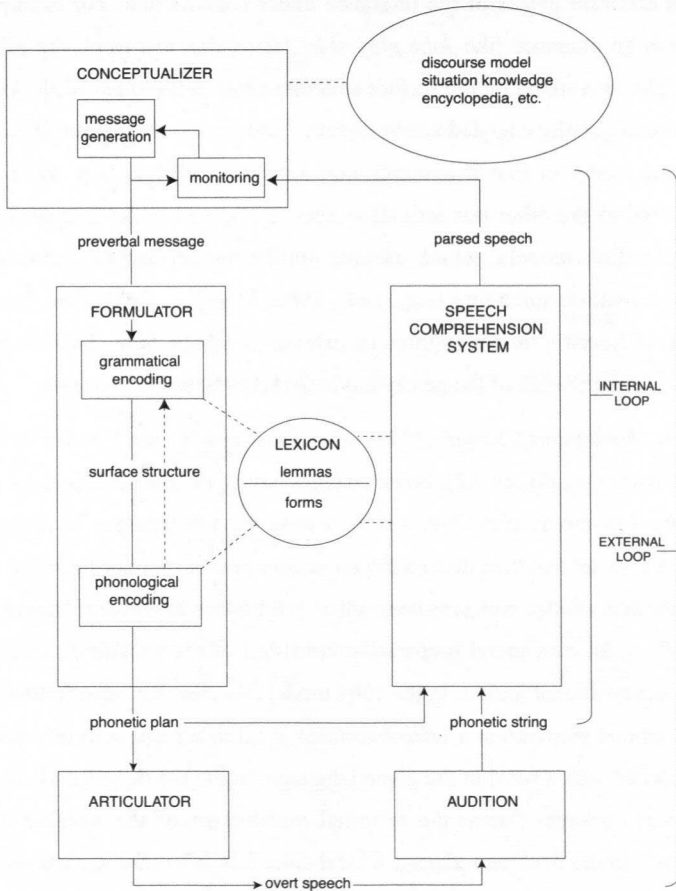 CONCEPTUALIZER
message
generation
monitoring
discourse model
situation knowledge
encyclopedia, etc.
preverbal message
parsed speech
FORMULATOR
grammatical
encoding
surface structure
phonological
encoding
LEXICON
lemmas
forms
SPEECH
COMPREHENSION
SYSTEM
INTERNAL
LOOP
EXTERNAL
LOOP
phonetic plan
phonetic string
ARTICULATOR
AUDITION
overt speech